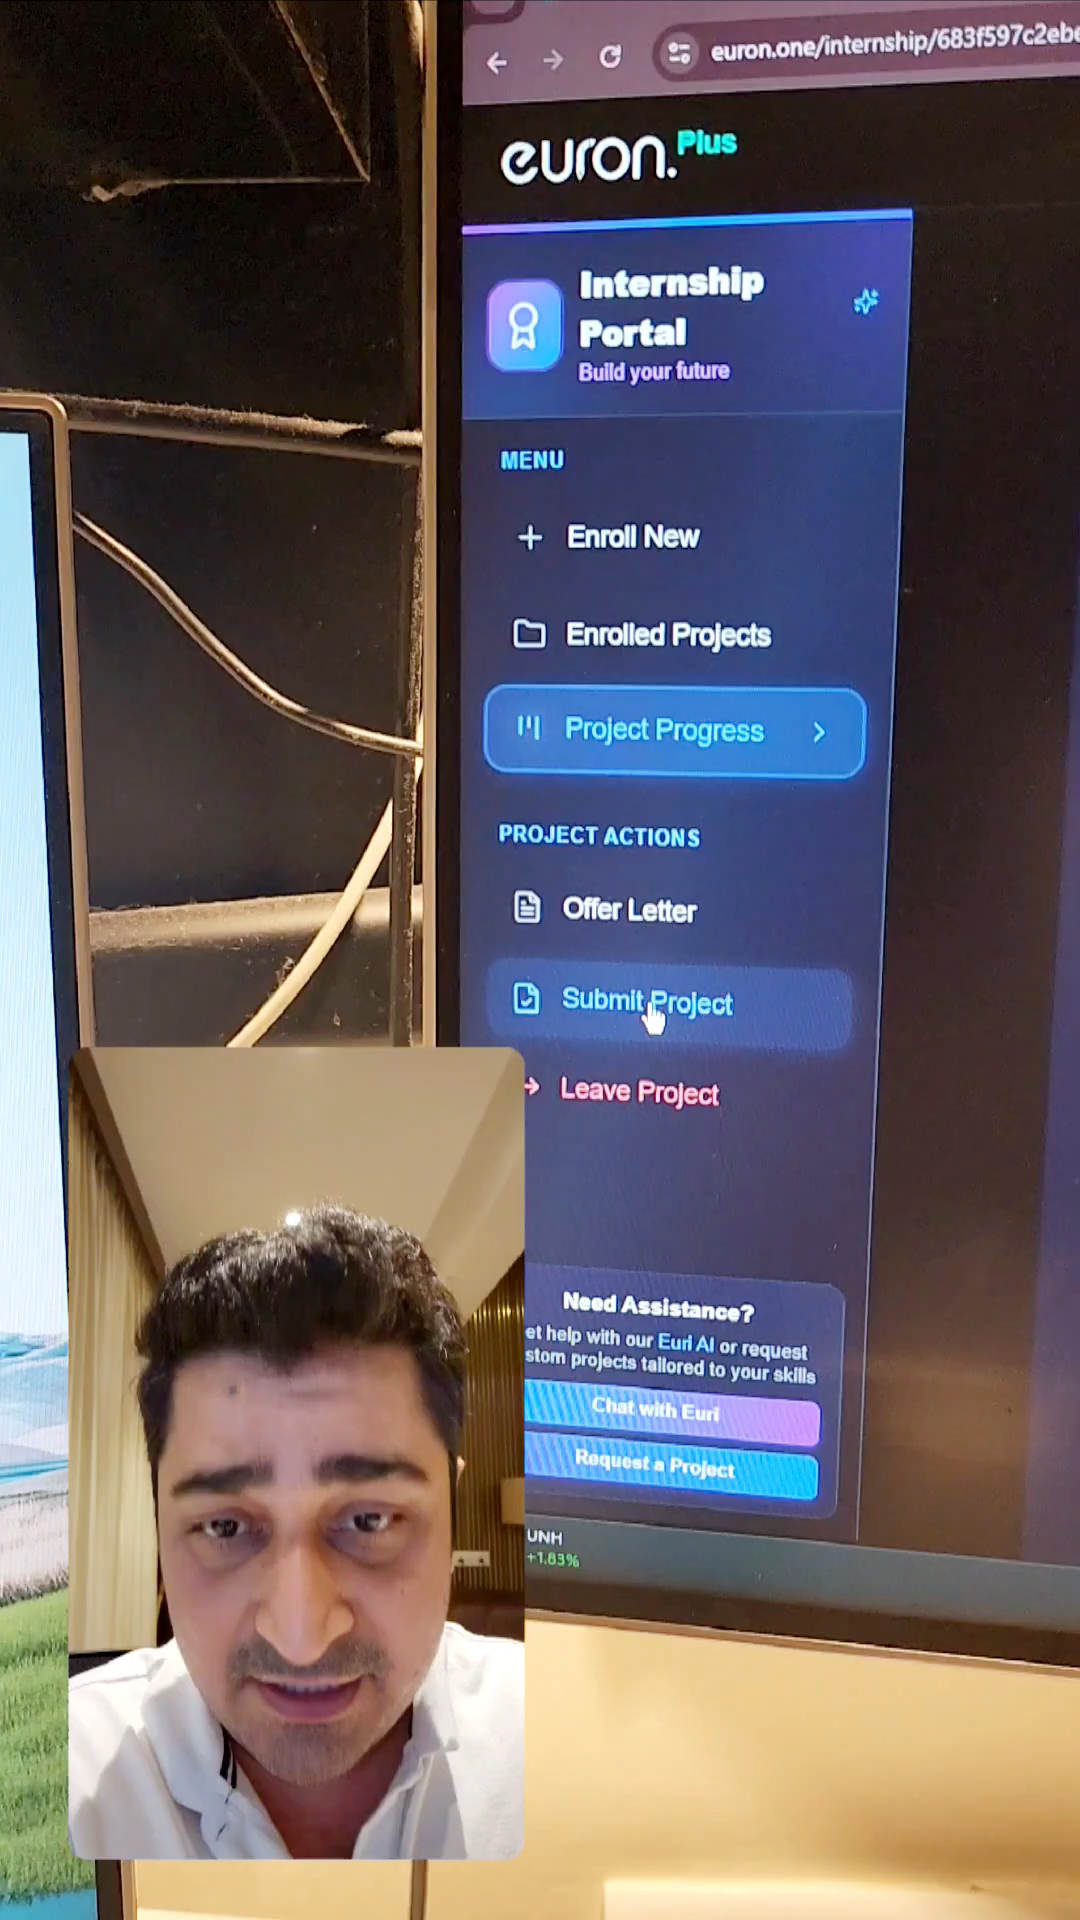 euron.one/internship/683f597c2ebe
euron.Plus
Internship
Portal
Build your future
MENU
Enroll New
Enrolled Projects
Project Progress
PROJECT ACTIONS
Offer Letter
Submit Project
Leave Project
Need Assistance?
et help with our Euri AI or request
stom projects tailored to your skills
Chat with Euri
Request a Project
UNH
+1.83%